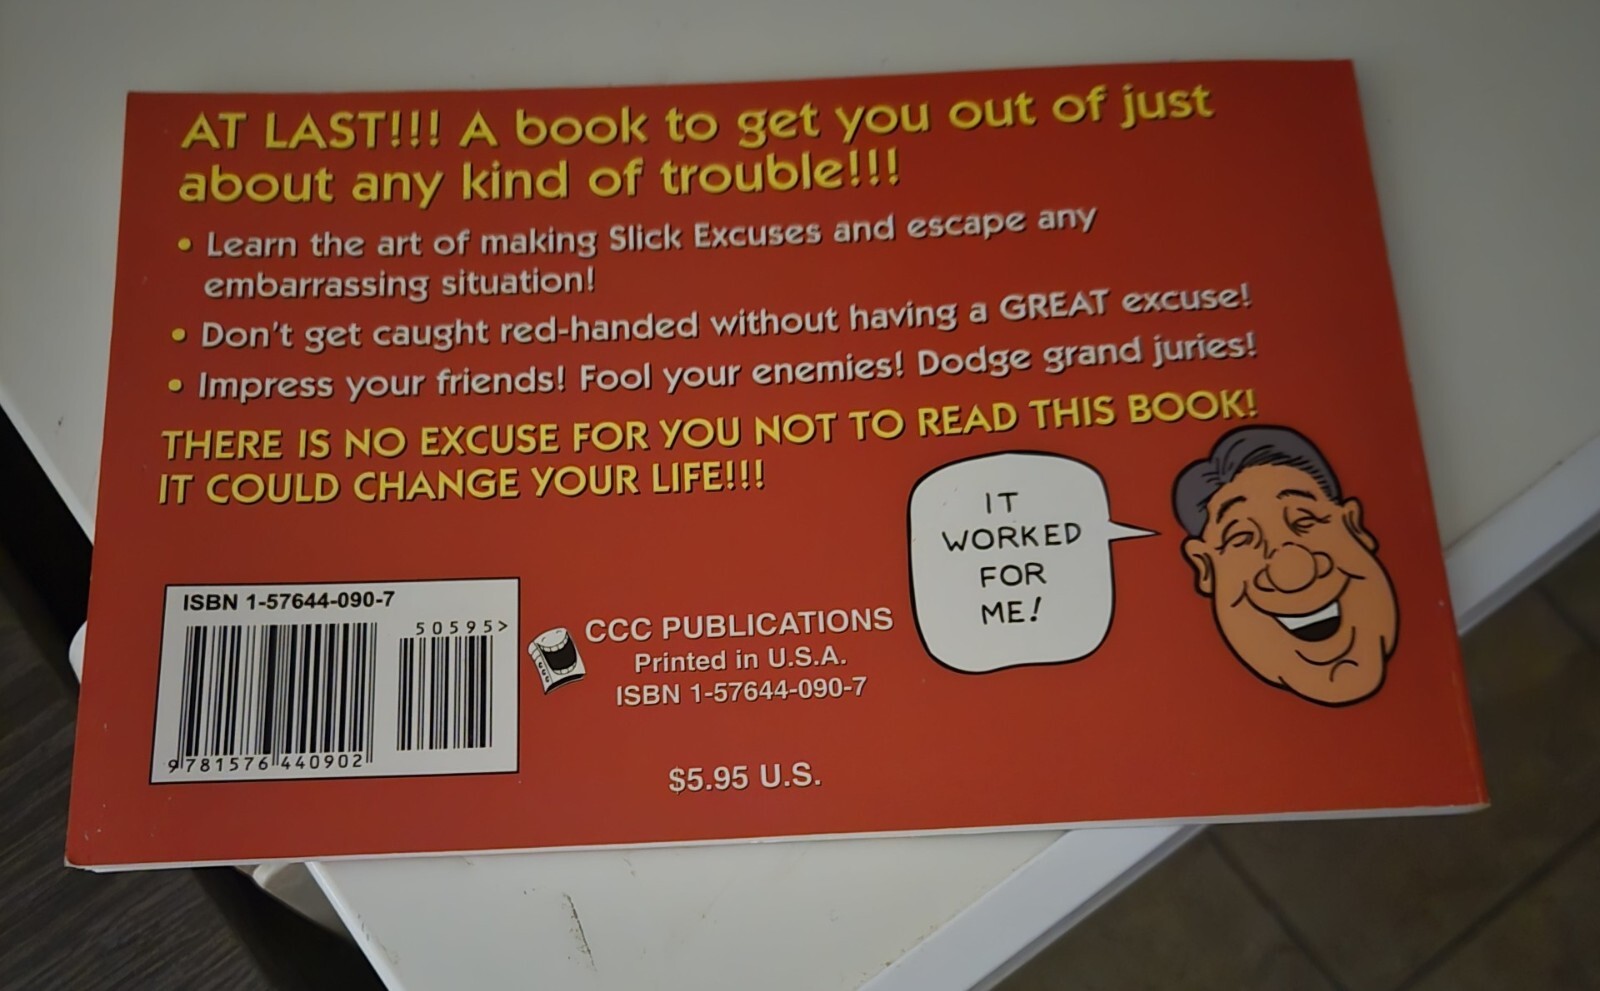 AT LAST!!! A book to get you out of just
about any kind of trouble!!!
• Learn the art of making Slick Excuses and escape any
embarrassing situation!
• Don't get caught red-handed without having a GREAT excuse!
• Impress your friends! Fool your enemies! Dodge grand juries!
THERE IS NO EXCUSE FOR YOU NOT TO READ THIS BOOK!
IT COULD CHANGE YOUR LIFE!!!
IT
WORKED
FOR
ME!
ISBN 1-57644-090-7
50595>
9 781576 440902
CCC PUBLICATIONS
Printed in U.S.A.
ISBN 1-57644-090-7
$5.95 U.S.